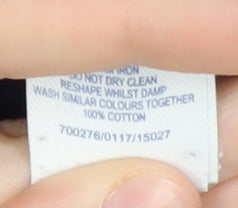 IRON
DO NOT DRY CLEAN
RESHAPE WHILST DAMP
WASH SIMILAR COLOURS TOGETHER
100% COTTON
700276/0117/15027